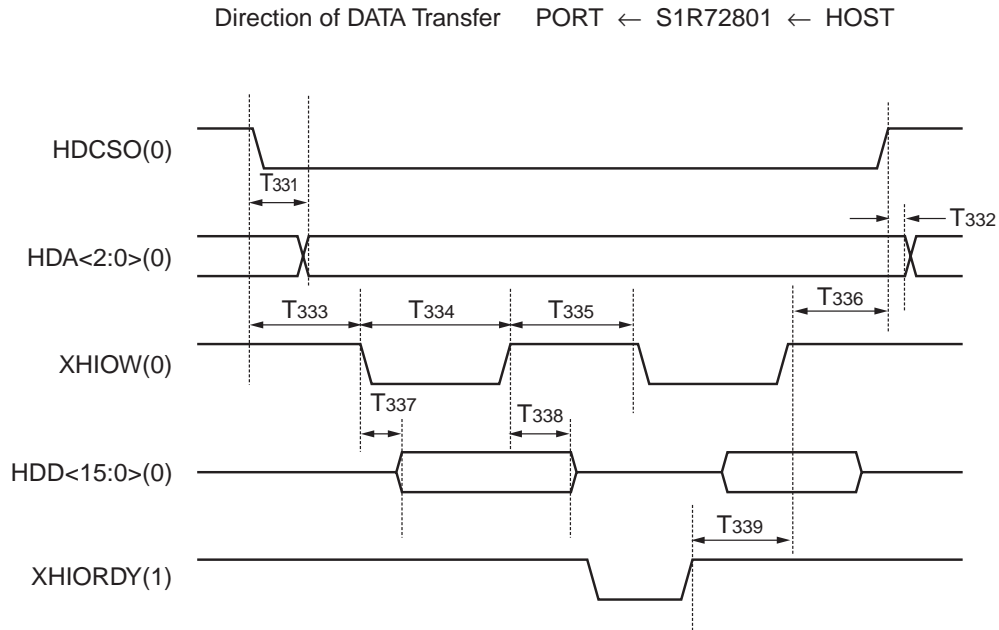 Direction of DATA Transfer PORT ← S1R72801 ← HOST
HDCSO(0)
T331
T332
HDA<2:0>(0)
T333
T334
T335
T336
XHIOW(0)
T337
T338
HDD<15:0>(0)
T339
XHIORDY(1)